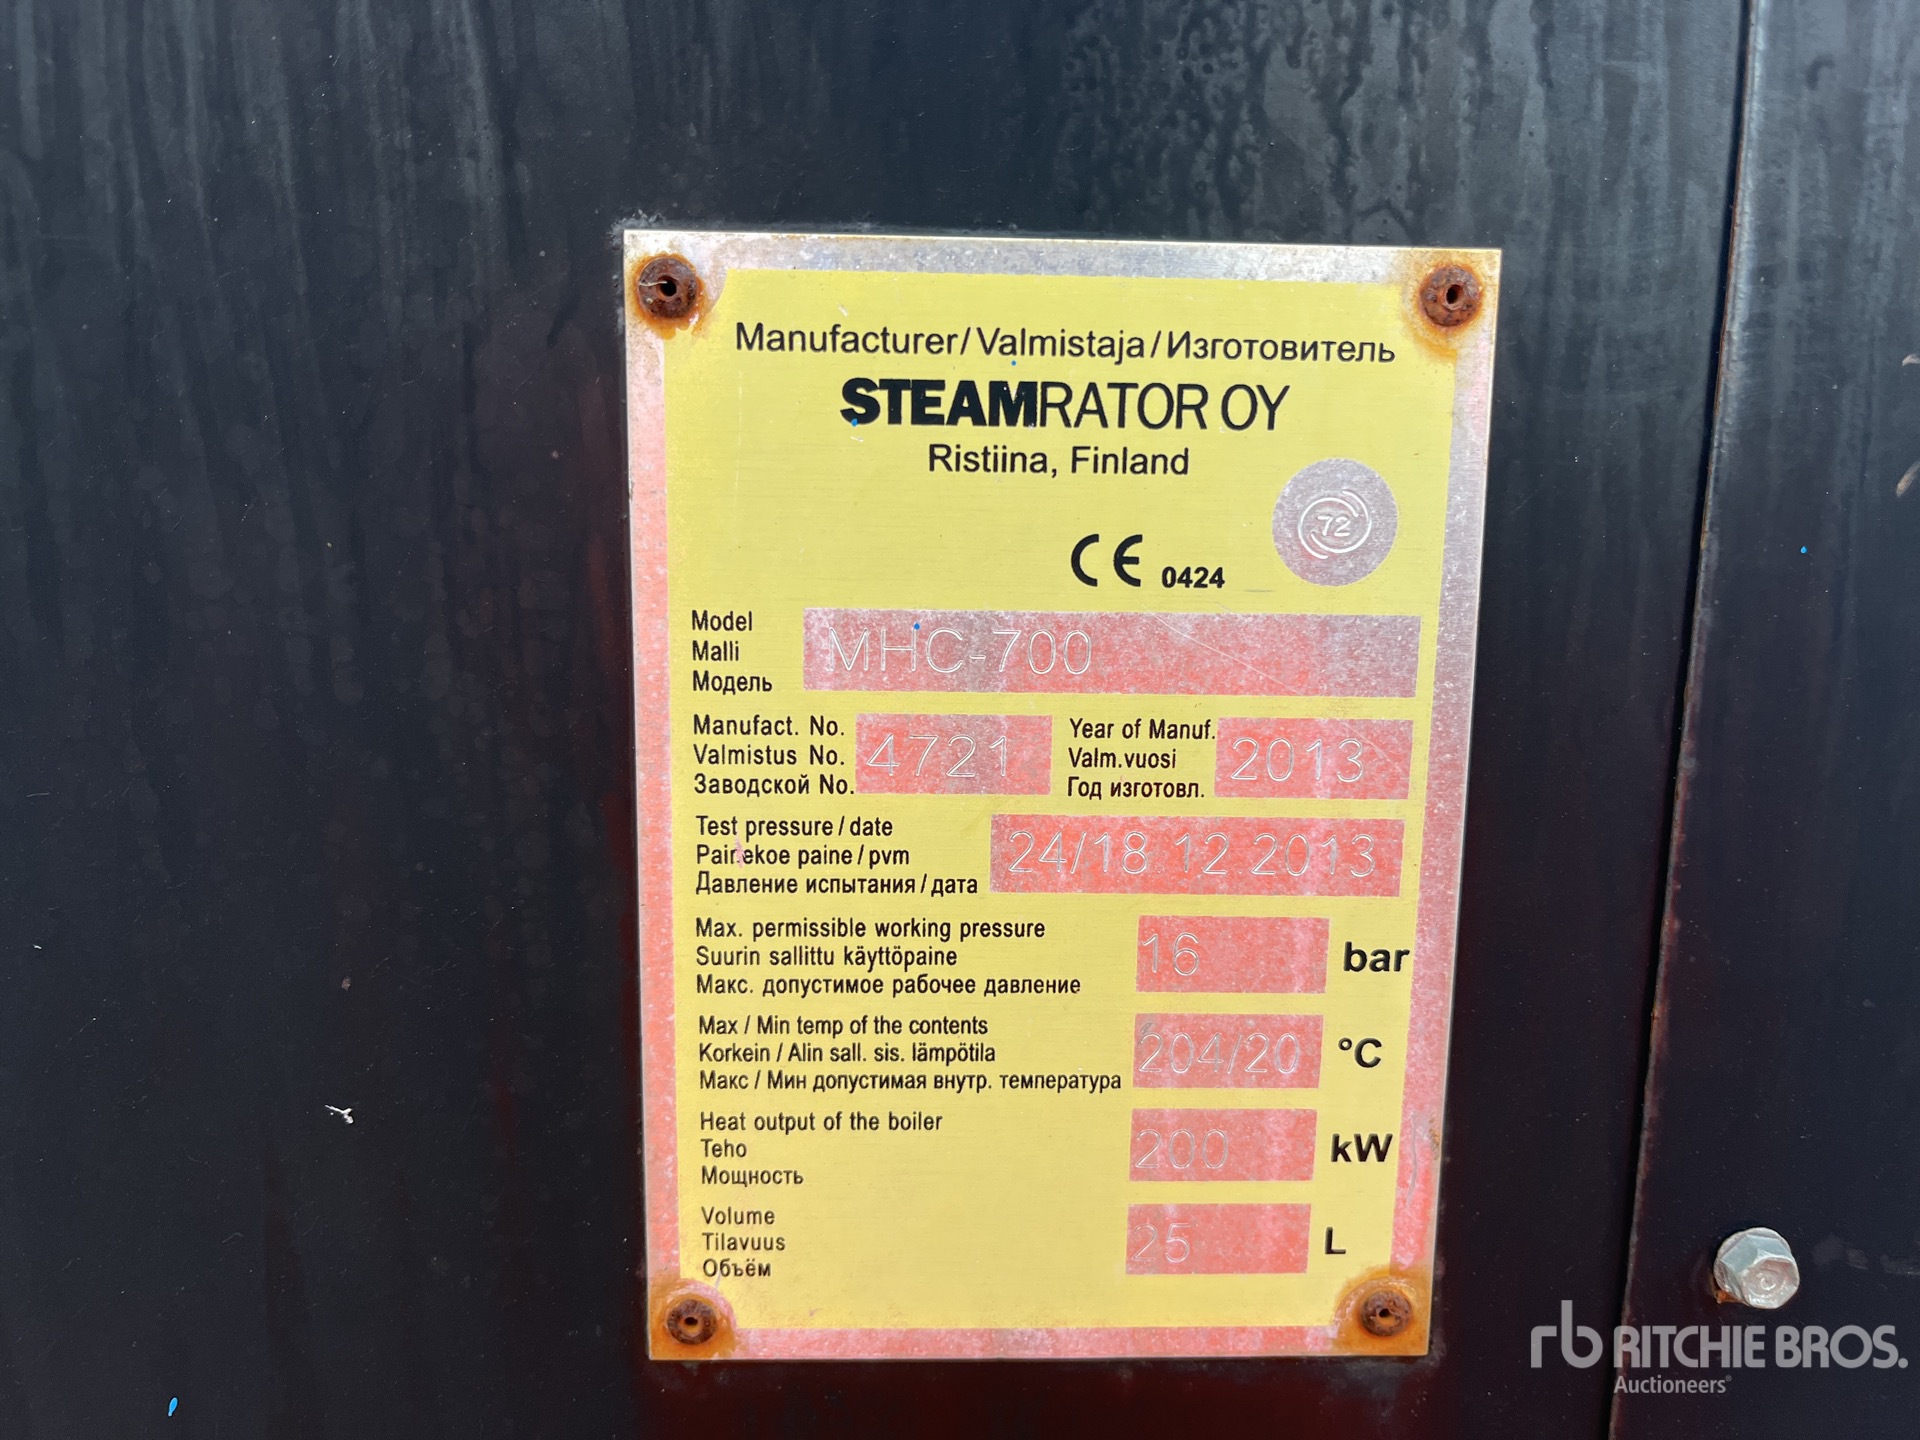 Manufacturer/Valmistaja/Изготовитель
STEAMRATOR OY
Ristiina, Finland
72
CE 0424
Model
Malli
Модель
MHC-700
Manufact. No.
Valmistus No.
Заводской No.
4721
Year of Manuf.
Valm.vuosi
Год изготовл.
2013
Test pressure / date
Painekoe paine / pvm
Давление испытания / дата
24/18.12.2013
Max. permissible working pressure
Suurin sallittu käyttöpaine
Макс. допустимое рабочее давление
16 bar
Max / Min temp of the contents
Korkein / Alin sall. sis. lämpötila
Макс / Мин допустимая внутр. температура
204/20 °C
Heat output of the boiler
Teho
Мощность
200 kW
Volume
Tilavuus
Объём
25 L
rb RITCHIE BROS.
Auctioneers®